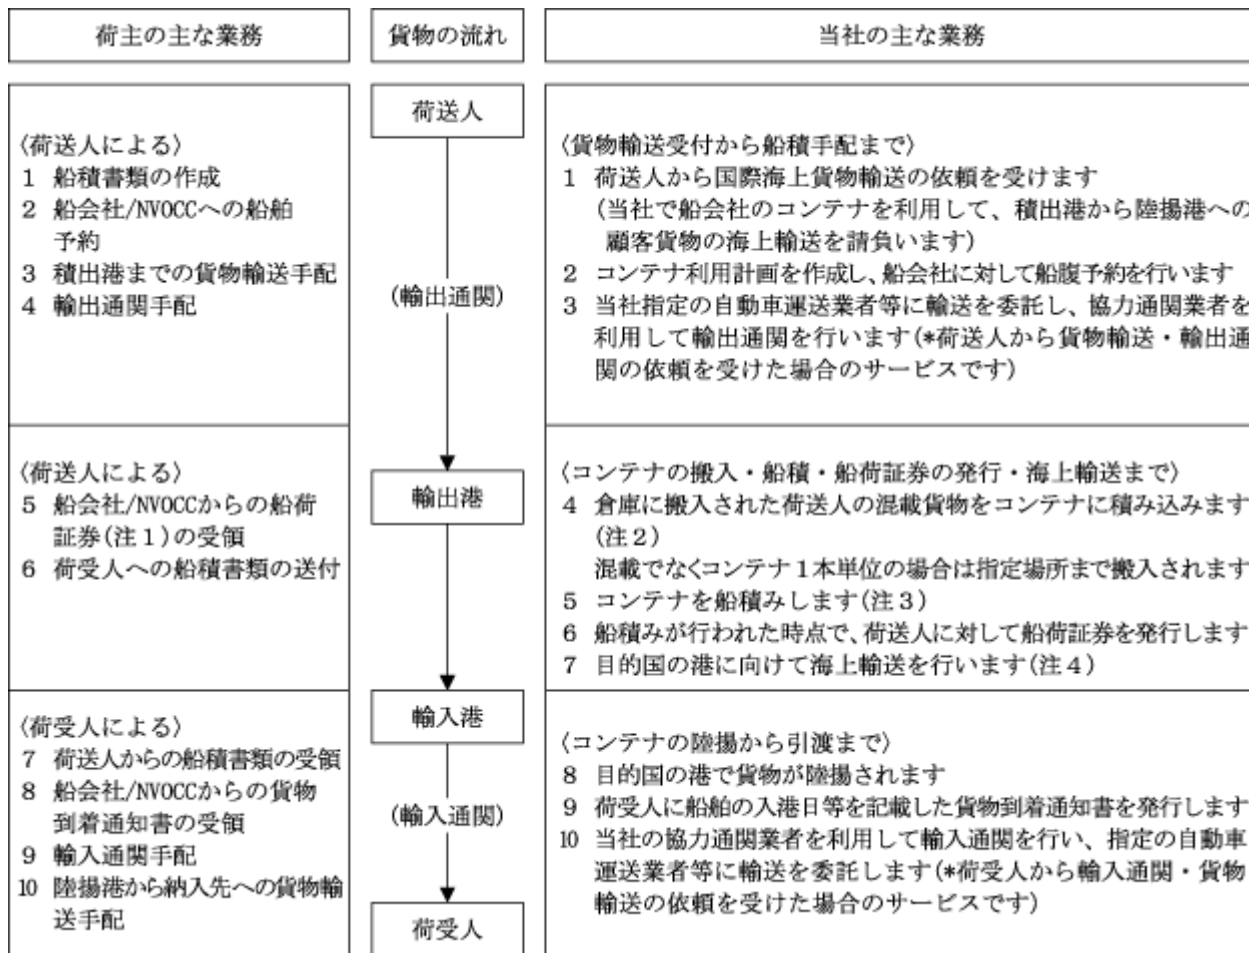 荷主の主な業務
貨物の流れ
当社の主な業務
〈荷送人による〉
1 船積書類の作成
2 船会社/NVOCCへの船舶
予約
3 積出港までの貨物輸送手配
4 輸出通関手配
荷送人
(輸出通関)
〈貨物輸送受付から船積手配まで〉
1 荷送人から国際海上貨物輸送の依頼を受けます
(当社で船会社のコンテナを利用して、積出港から陸揚港への
顧客貨物の海上輸送を請負います)
2 コンテナ利用計画を作成し、船会社に対して船腹予約を行います
3 当社指定の自動車運送業者等に輸送を委託し、協力通関業者を
利用して輸出通関を行います(*荷送人から貨物輸送・輸出通
関の依頼を受けた場合のサービスです)
〈荷送人による〉
5 船会社/NVOCCからの船荷
証券(注1)の受領
6 荷受人への船積書類の送付
輸出港
〈コンテナの搬入・船積・船荷証券の発行・海上輸送まで〉
4 倉庫に搬入された荷送人の混載貨物をコンテナに積み込みます
(注2)
混載でなくコンテナ1本単位の場合は指定場所まで搬入されます
5 コンテナを船積みします(注3)
6 船積みが行われた時点で、荷送人に対して船荷証券を発行します
7 目的国の港に向けて海上輸送を行います(注4)
〈荷受人による〉
7 荷送人からの船積書類の受領
8 船会社/NVOCCからの貨物
到着通知書の受領
9 輸入通関手配
10 陸揚港から納入先への貨物輸
送手配
輸入港
(輸入通関)
荷受人
〈コンテナの陸揚から引渡まで〉
8 目的国の港で貨物が陸揚されます
9 荷受人に船舶の入港日等を記載した貨物到着通知書を発行します
10 当社の協力通関業者を利用して輸入通関を行い、指定の自動車
運送業者等に輸送を委託します(*荷受人から輸入通関・貨物
輸送の依頼を受けた場合のサービスです)